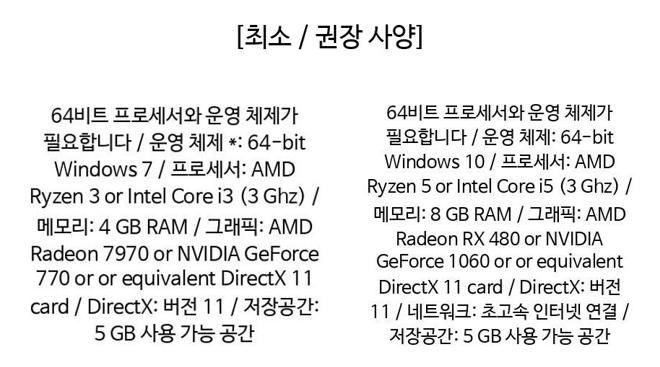 [최소 / 권장 사양]
64비트 프로세서와 운영 체제가
필요합니다 / 운영 체제 *: 64-bit
Windows 7 / 프로세서: AMD
Ryzen 3 or Intel Core i3 (3 Ghz) /
메모리: 4 GB RAM / 그래픽: AMD
Radeon 7970 or NVIDIA GeForce
770 or or equivalent DirectX 11
card / DirectX: 버전 11 / 저장공간:
5 GB 사용 가능 공간
64비트 프로세서와 운영 체제가
필요합니다 / 운영 체제: 64-bit
Windows 10 / 프로세서: AMD
Ryzen 5 or Intel Core i5 (3 Ghz) /
메모리: 8 GB RAM / 그래픽: AMD
Radeon RX 480 or NVIDIA
GeForce 1060 or or equivalent
DirectX 11 card / DirectX: 버전
11 / 네트워크: 초고속 인터넷 연결 /
저장공간: 5 GB 사용 가능 공간